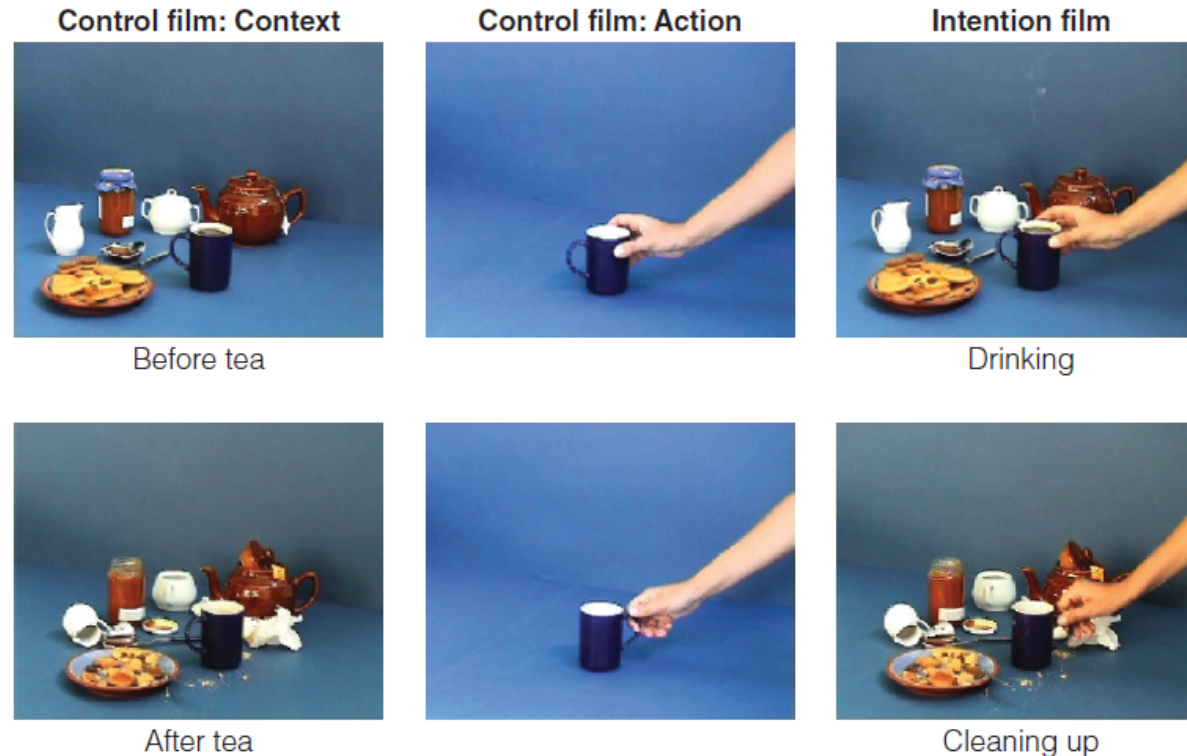 Control film: Context
Control film: Action
Intention film
Before tea
Drinking
After tea
Cleaning up